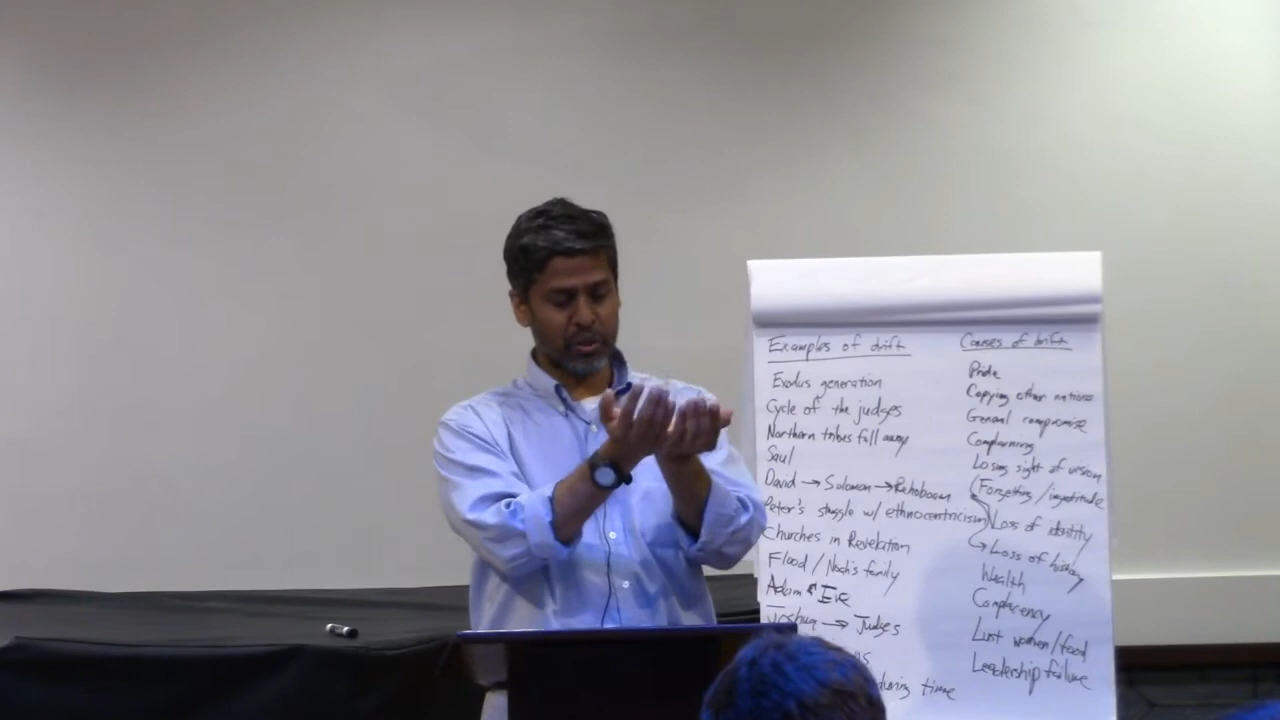 Examples of drift
Exodus generation
Cycle of the judges
Northern tribes fall away
Saul
David → Solomon → Rehoboam
Peter's struggle w/ ethnocentricism
Churches in Revelation
Flood / Noah's family
Adam & Eve
Joshua → Judges
during time
Causes of drift
Pride
Copying other nations
General compromise
Complaining
Losing sight of vision
Forgetting / ingratitude
Loss of identity
→ Loss of history
Wealth
Complacency
Lust women/food
Leadership failure